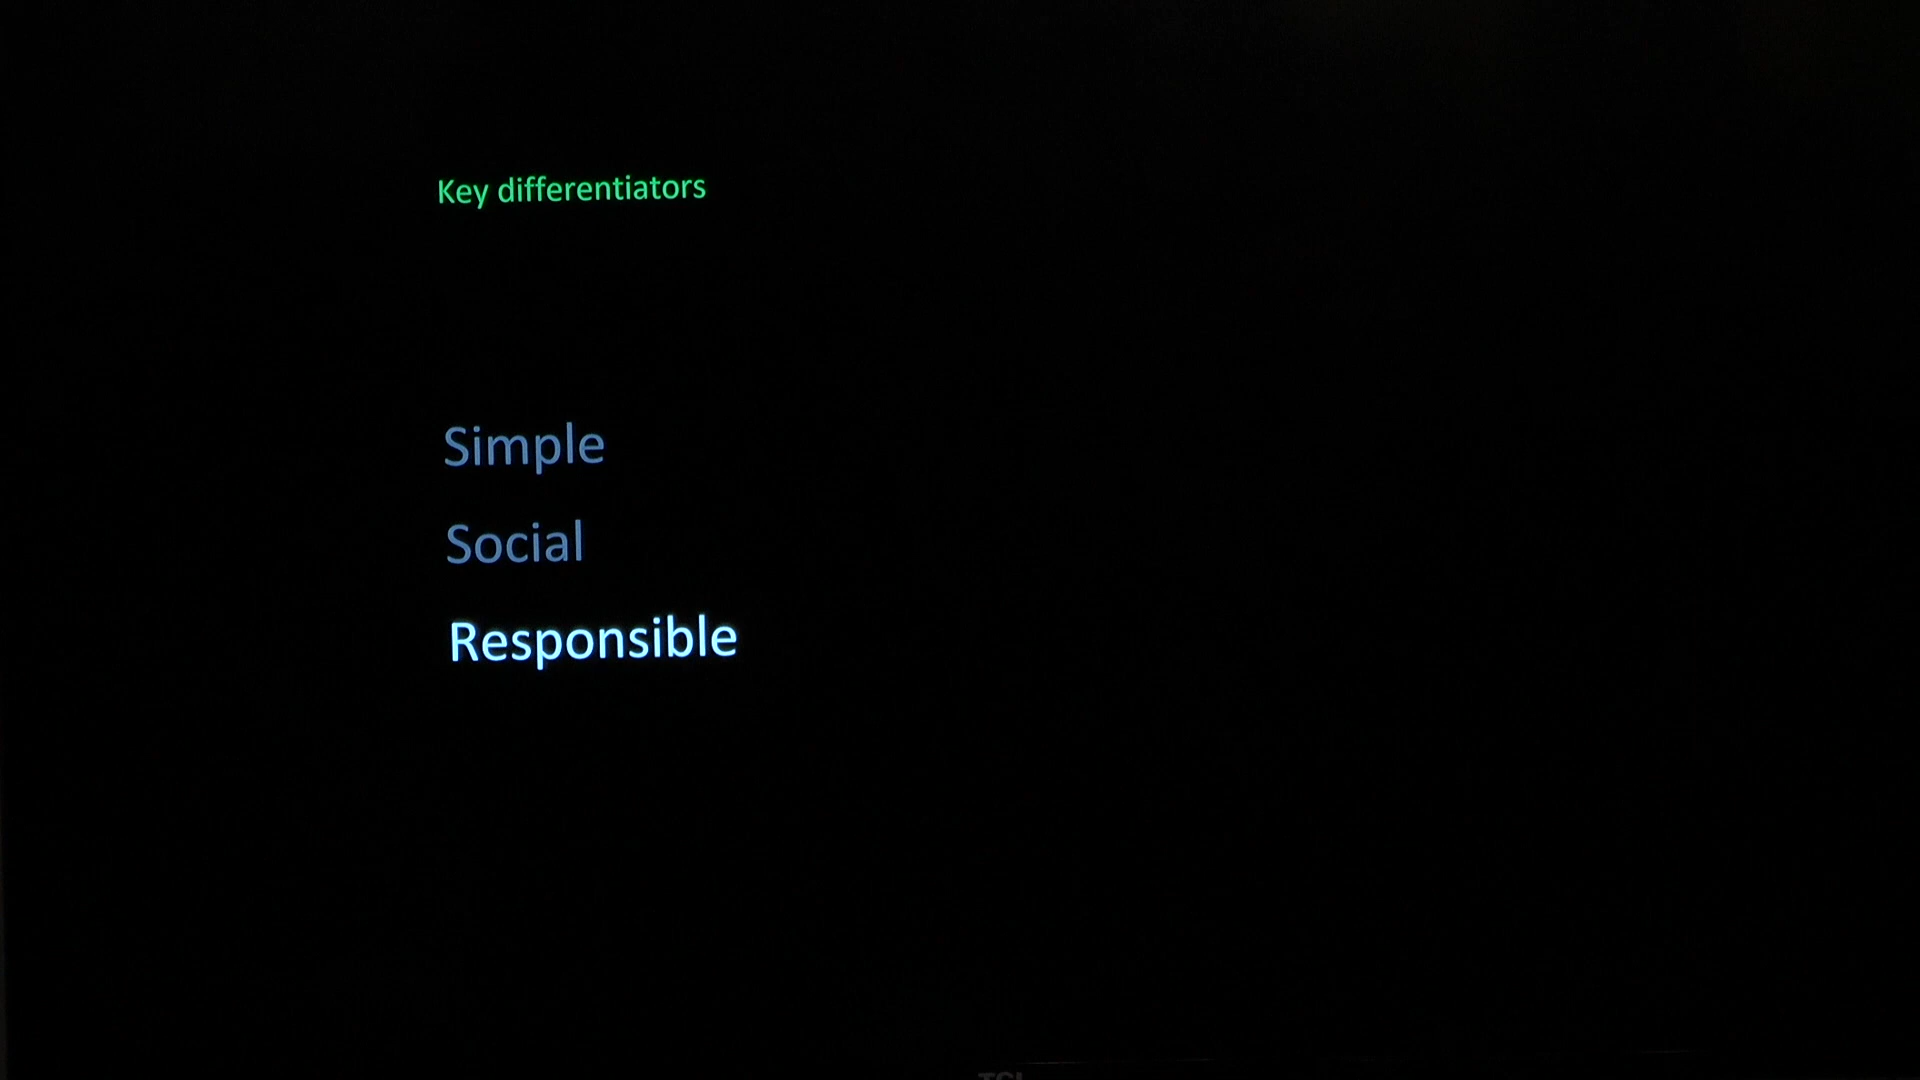 Key differentiators
Simple
Social
Responsible